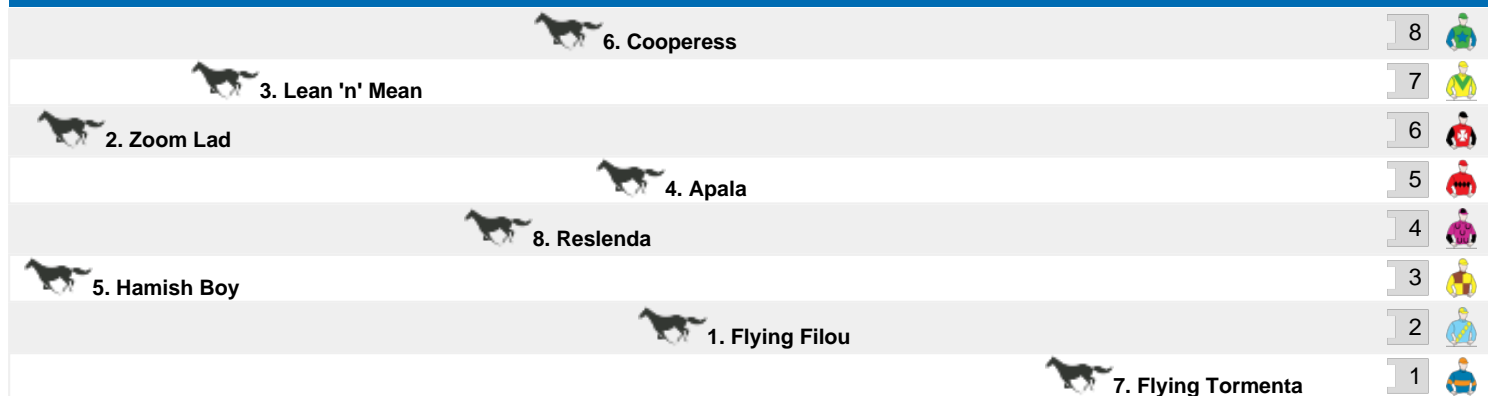 6. Cooperess 8
3. Lean 'n' Mean 7
2. Zoom Lad 6
4. Apala 5
8. Reslenda 4
5. Hamish Boy 3
1. Flying Filou 2
7. Flying Tormenta 1